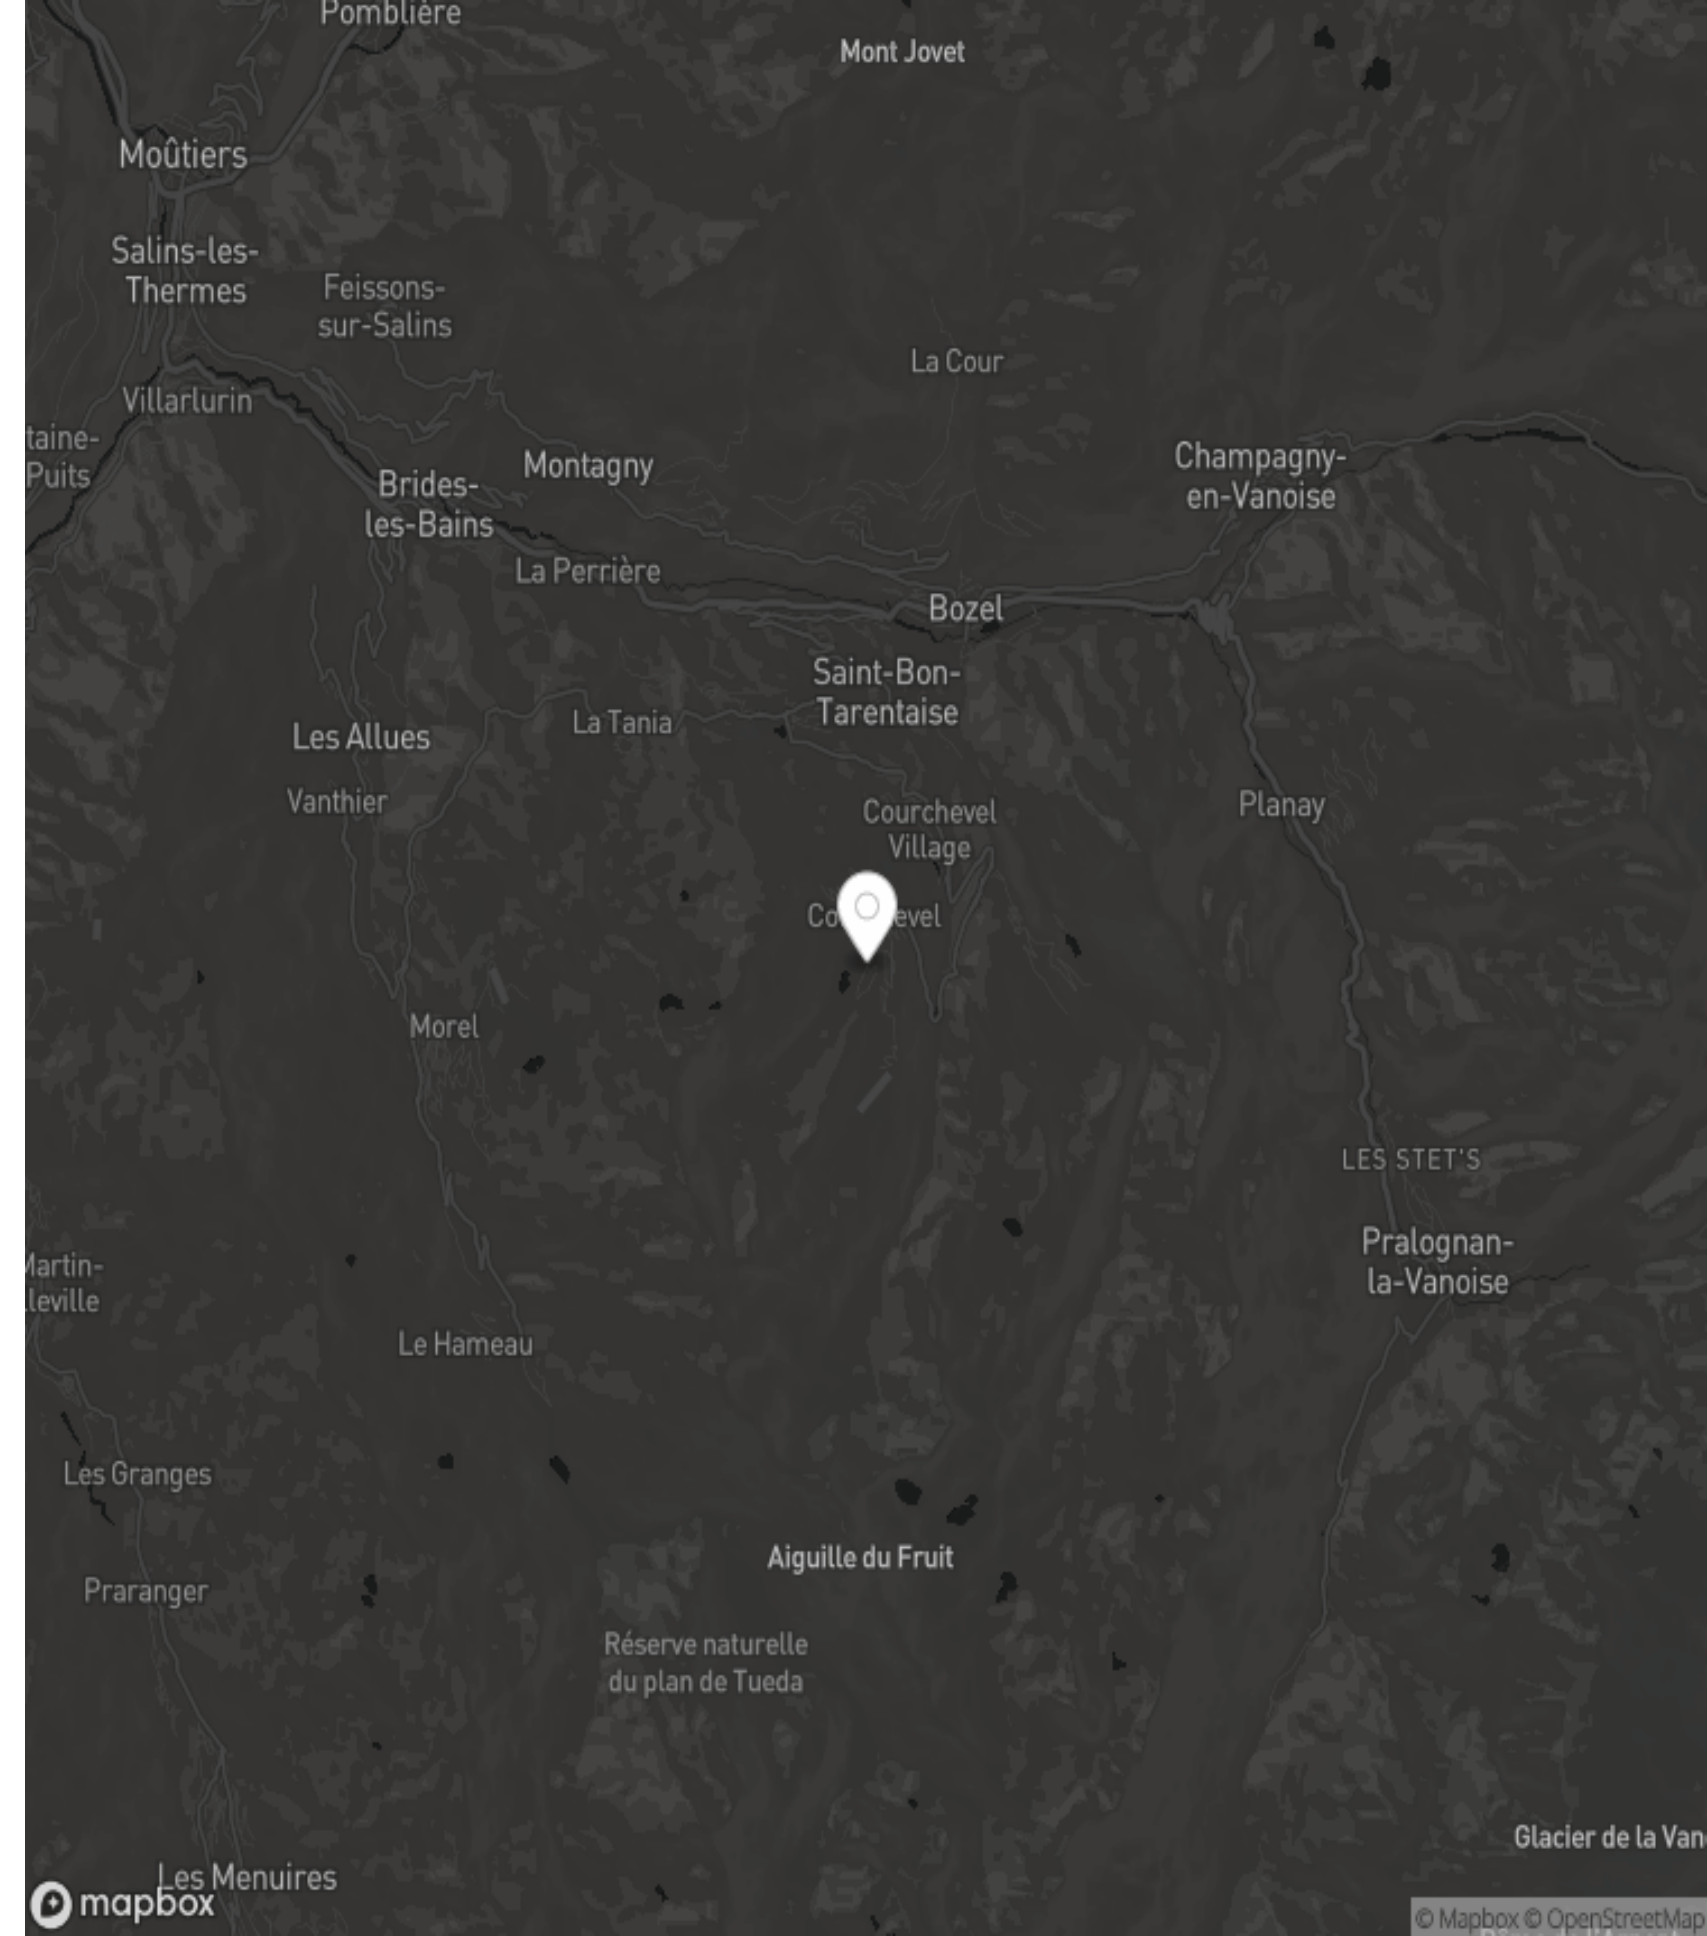 Pomblière
Mont Jovet
Moûtiers
Salins-les-
Thermes
Feissons-
sur-Salins
La Cour
Villarlurin
taine-
Puits
Montagny
Champagny-
en-Vanoise
Brides-
les-Bains
La Perrière
Bozel
Saint-Bon-
Tarentaise
La Tania
Les Allues
Vanthier
Courchevel
Village
Planay
Co evel
Morel
LES STET'S
Pralognan-
la-Vanoise
Martin-
lleville
Le Hameau
Les Granges
Aiguille du Fruit
Praranger
Réserve naturelle
du plan de Tueda
Glacier de la Van
Les Menuires
mapbox
© Mapbox © OpenStreetMap